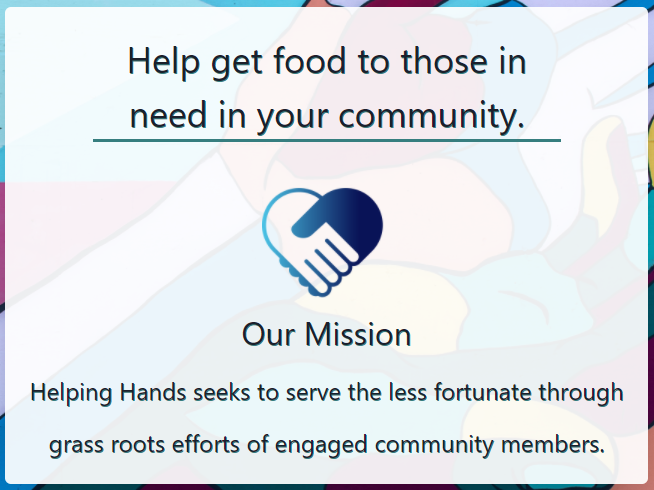 Help get food to those in
need in your community.
Our Mission
Helping Hands seeks to serve the less fortunate through
grass roots efforts of engaged community members.